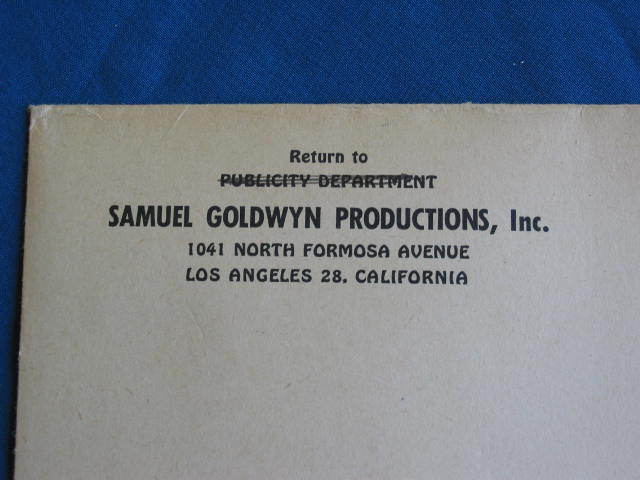 Return to
PUBLICITY DEPARTMENT
SAMUEL GOLDWYN PRODUCTIONS, Inc.
1041 NORTH FORMOSA AVENUE
LOS ANGELES 28, CALIFORNIA